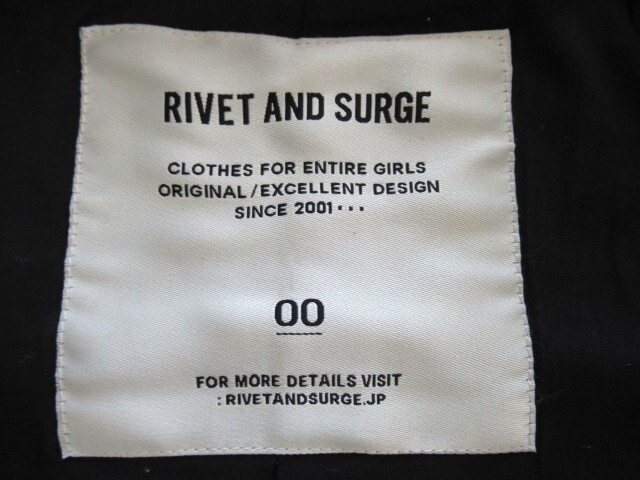 RIVET AND SURGE
CLOTHES FOR ENTIRE GIRLS
ORIGINAL/EXCELLENT DESIGN
SINCE 2001···
00
FOR MORE DETAILS VISIT
:RIVETANDSURGE.JP